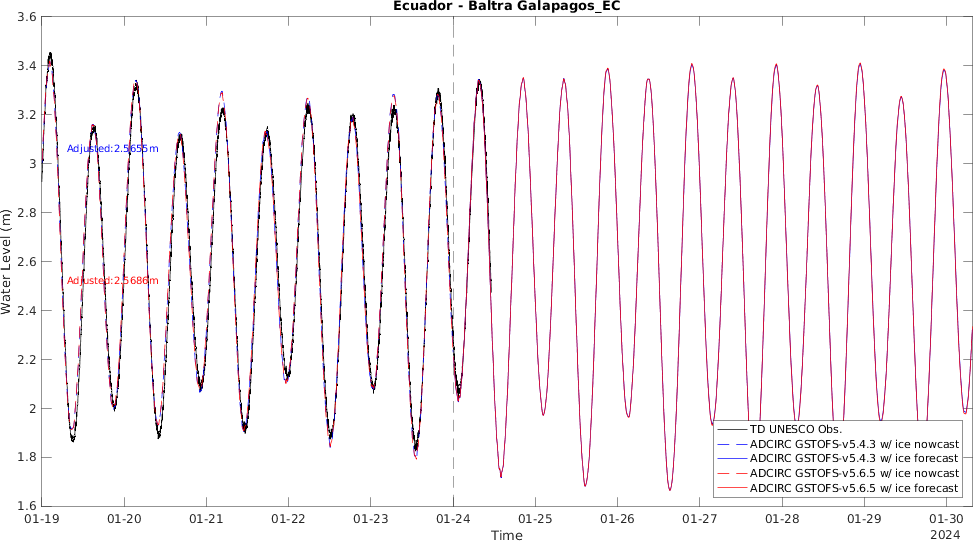 Ecuador - Baltra Galapagos_EC
3.6
3.4
3.2
3
2.8
2.6
2.4
2.2
2
1.8
1.6
Water Level (m)
Adjusted:2.5655m
Adjusted:2.5686m
TD UNESCO Obs.
ADCIRC GSTOFS-v5.4.3 w/ ice nowcast
ADCIRC GSTOFS-v5.4.3 w/ ice forecast
ADCIRC GSTOFS-v5.6.5 w/ ice nowcast
ADCIRC GSTOFS-v5.6.5 w/ ice forecast
01-19 01-20 01-21 01-22 01-23 01-24 01-25 01-26 01-27 01-28 01-29 01-30
Time
2024